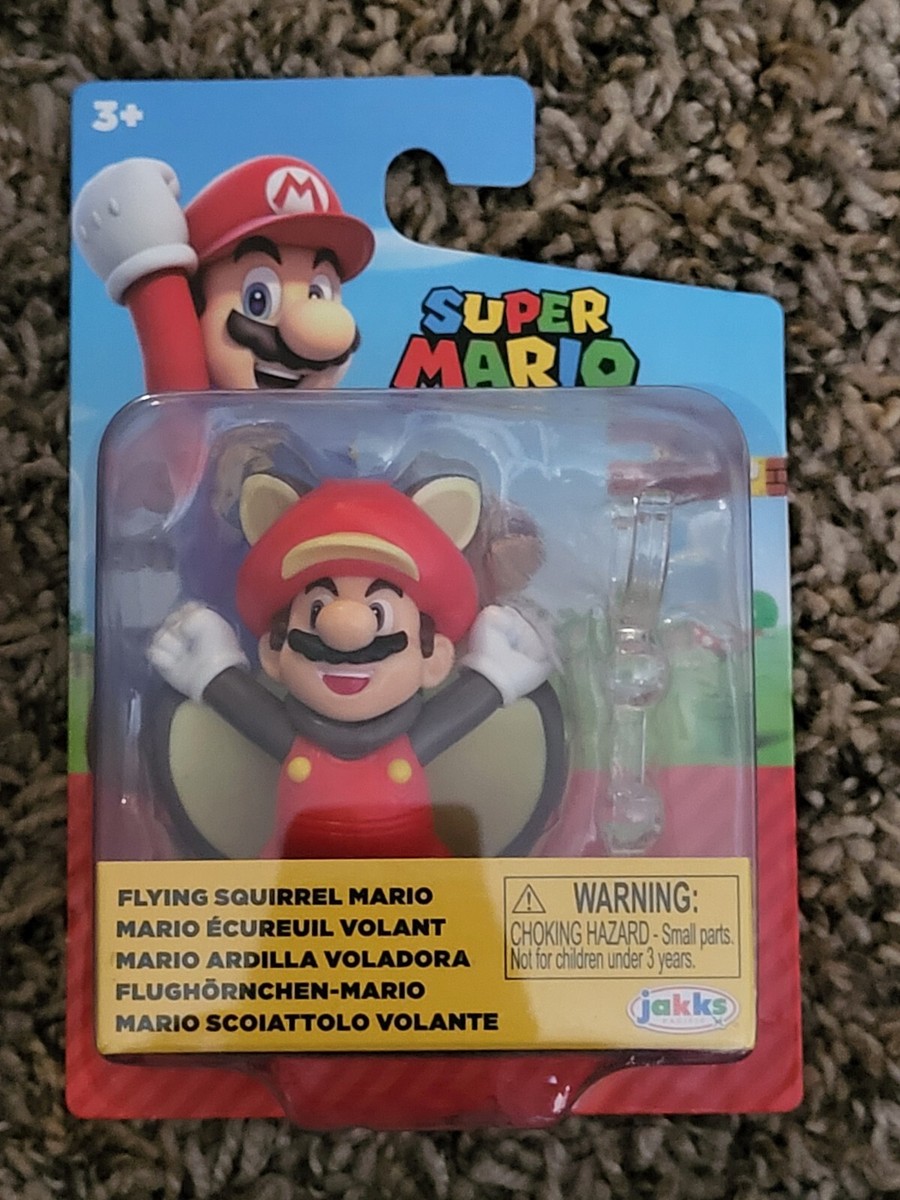 3+
M
SUPER
MARIO
FLYING SQUIRREL MARIO
MARIO ÉCUREUIL VOLANT
MARIO ARDILLA VOLADORA
FLUGHÖRNCHEN-MARIO
MARIO SCOIATTOLO VOLANTE
WARNING:
CHOKING HAZARD - Small parts.
Not for children under 3 years.
jakks
PACIFIC